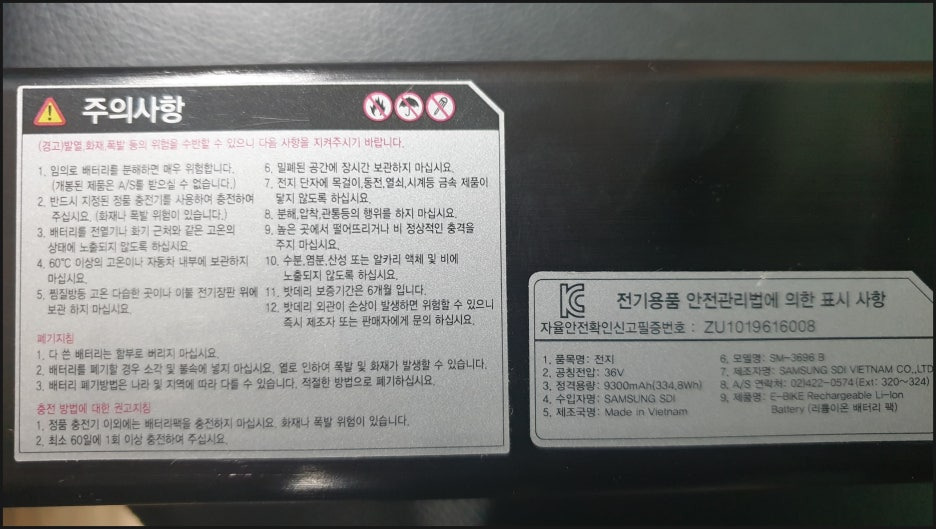 주의사항
(경고)발열,화재,폭발 등의 위험을 수반할 수 있으니 다음 사항을 지켜주시기 바랍니다.
1. 임의로 배터리를 분해하면 매우 위험합니다.
(개봉된 제품은 A/S를 받으실 수 없습니다.)
2. 반드시 지정된 정품 충전기를 사용하여 충전하여
주십시요. (화재나 폭발 위험이 있습니다.)
3. 배터리를 전열기나 화기 근처와 같은 고온의
상태에 노출되지 않도록 하십시요.
4. 60℃ 이상의 고온이나 자동차 내부에 보관하지
마십시요.
5. 찜질방등 고온 다습한 곳이나 이불 전기장판 위에
보관 하지 마십시요.
6. 밀폐된 공간에 장시간 보관하지 마십시요.
7. 전지 단자에 목걸이,동전,열쇠,시계등 금속 제품이
닿지 않도록 하십시요.
8. 분해,압착,관통등의 행위를 하지 마십시요.
9. 높은 곳에서 떨어뜨리거나 비 정상적인 충격을
주지 마십시요.
10. 수분,염분,산성 또는 알카리 액체 및 비에
노출되지 않도록 하십시요.
11. 밧데리 보증기간은 6개월 입니다.
12. 밧데리 외관이 손상이 발생하면 위험할 수 있으니
즉시 제조자 또는 판매자에게 문의 하십시요.
폐기지침
1. 다 쓴 배터리는 함부로 버리지 마십시요.
2. 배터리를 폐기할 경우 소각 및 불속에 넣지 마십시요. 열로 인하여 폭발 및 화재가 발생할 수 있습니다.
3. 배터리 폐기방법은 나라 및 지역에 따라 다를 수 있습니다. 적절한 방법으로 폐기하십시요.
충전 방법에 대한 권고지침
1. 정품 충전기 이외에는 배터리팩을 충전하지 마십시요. 화재나 폭발 위험이 있습니다.
2. 최소 60일에 1회 이상 충전하여 주십시요.
전기용품 안전관리법에 의한 표시 사항
자율안전확인신고필증번호 : ZU1019616008
1. 품목명: 전지
2. 공칭전압: 36V
3. 정격용량: 9300mAh(334,8Wh)
4. 수입자명: SAMSUNG SDI
5. 제조국명: Made in Vietnam
6. 모델명: SM-3696 B
7. 제조자명: SAMSUNG SDI VIETNAM CO.,LTD
8. A/S 연락처: 02)422-0574(Ext: 320~324)
9. 제품명: E-BIKE Rechargeable Li-Ion
Battery (리튬이온 배터리 팩)